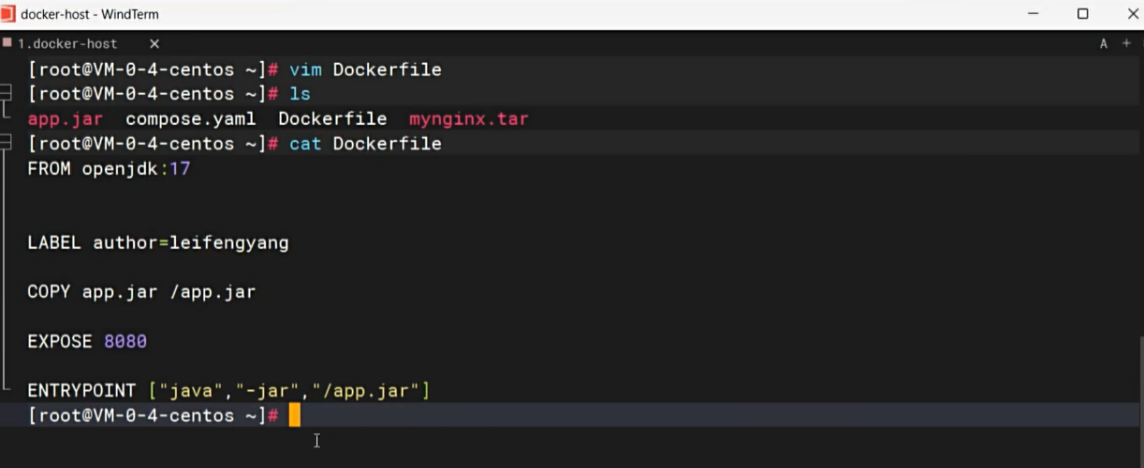 docker-host - WindTerm
1.docker-host
A +
[root@VM-0-4-centos ~]# vim Dockerfile
[root@VM-0-4-centos ~]# ls
app.jar  compose.yaml  Dockerfile  mynginx.tar
[root@VM-0-4-centos ~]# cat Dockerfile
FROM openjdk:17
LABEL author=leifengyang
COPY app.jar /app.jar
EXPOSE 8080
ENTRYPOINT ["java","-jar","/app.jar"]
[root@VM-0-4-centos ~]#